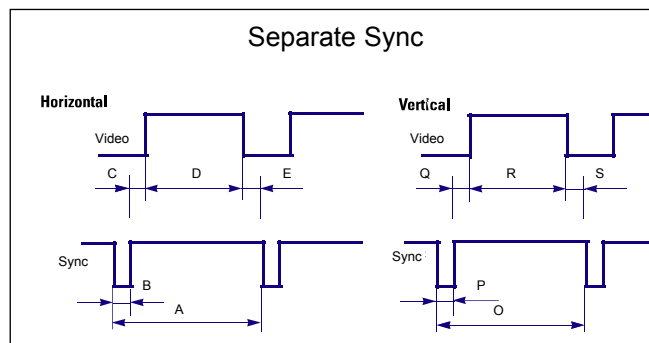 Separate Sync
Horizontal
Video
C D E
Sync
B
A
Vertical
Video
Q R S
Sync
P
O